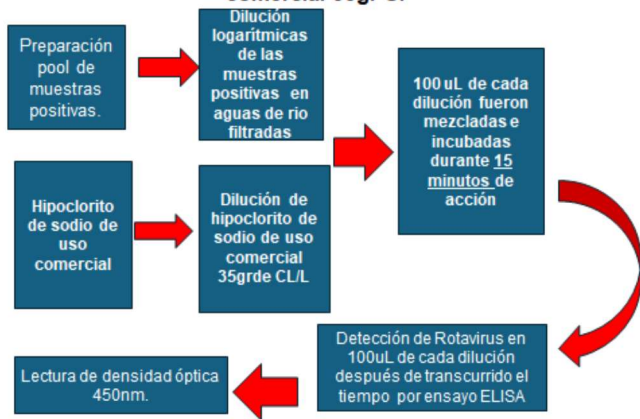 Preparación
pool de
muestras
positivas.
Dilución
logarítmicas
de las
muestras
positivas en
aguas de rio
filtradas
100 uL de cada
dilución fueron
mezcladas e
incubadas
durante 15
minutos de
acción
Hipoclorito
de sodio de
uso
comercial
Dilución de
hipoclorito de
sodio de uso
comercial
35grde CL/L
Detección de Rotavirus en
100uL de cada dilución
después de transcurrido el
tiempo por ensayo ELISA
Lectura de densidad óptica
450nm.